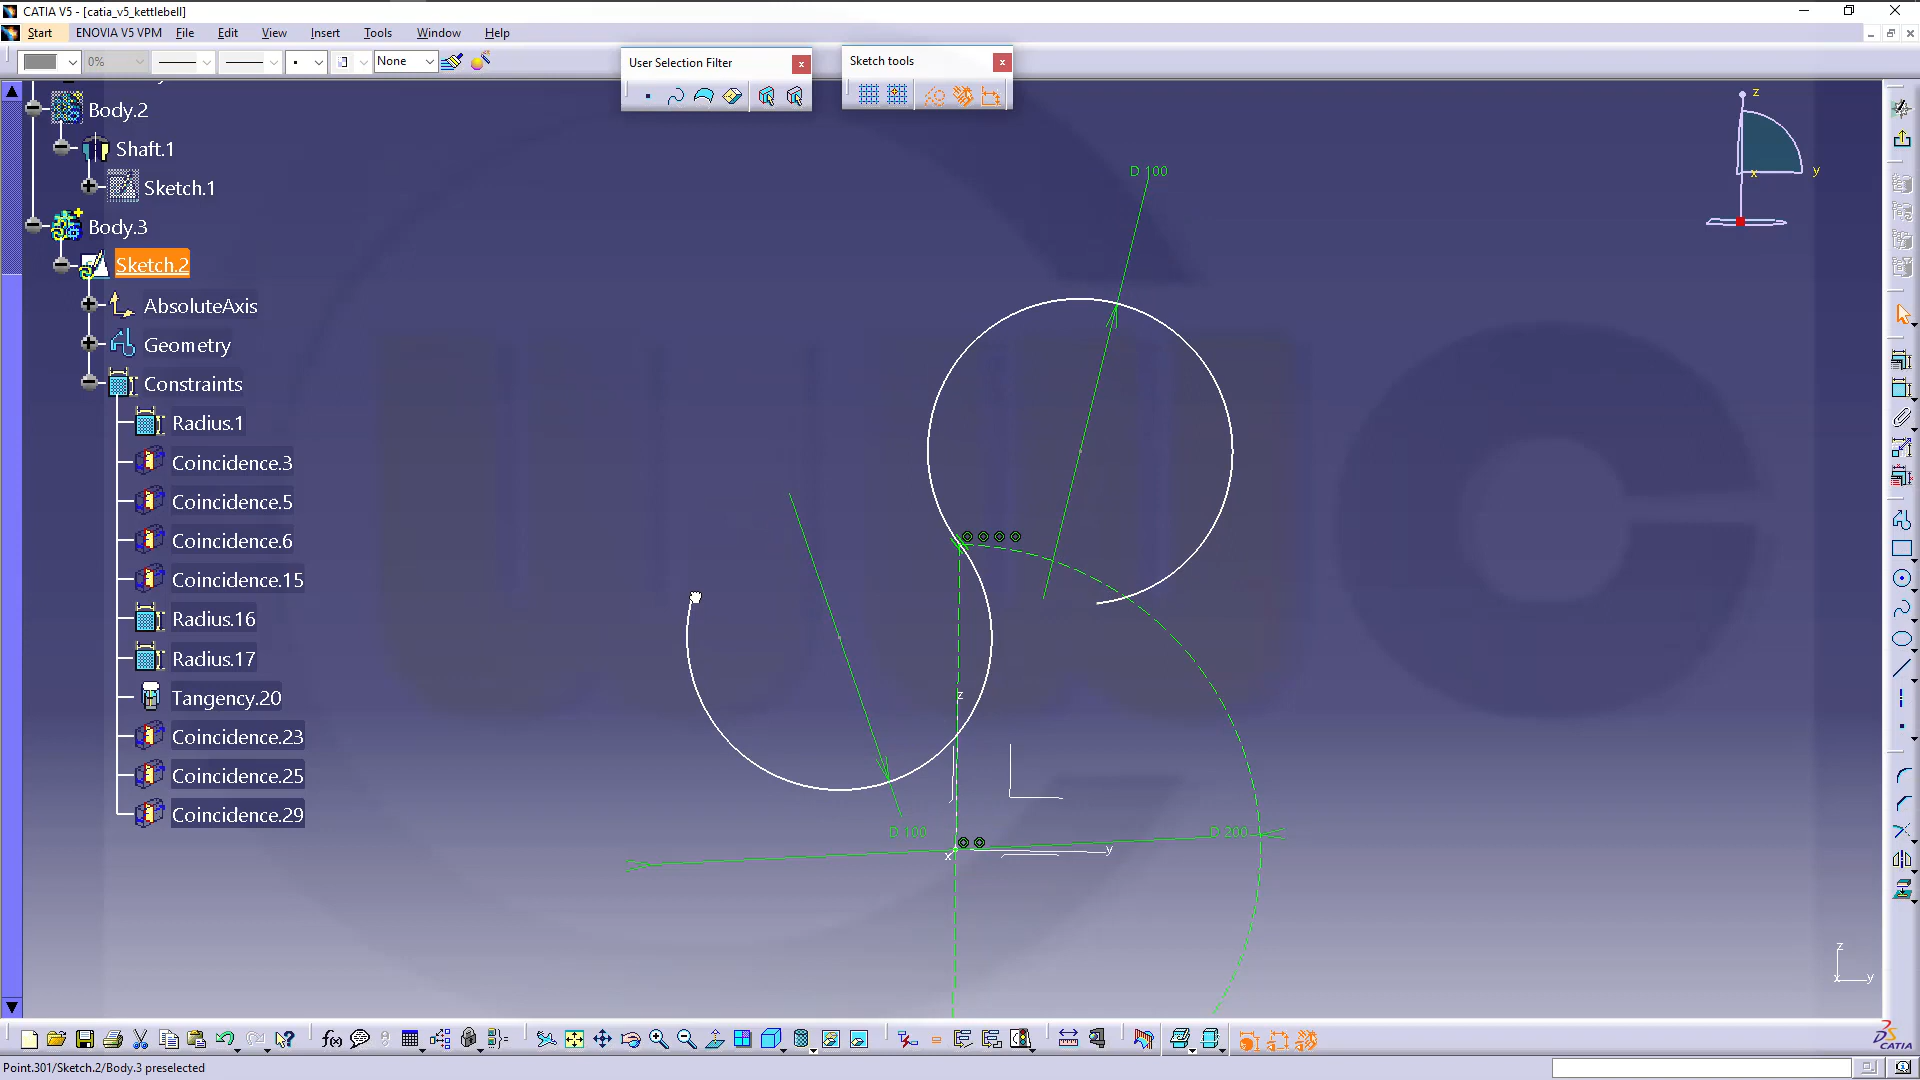 CATIA V5 - [catia_v5_kettlebell]
Start
ENOVIA V5 VPM
File
Edit
View
Insert
Tools
Window
Help
0%
None
User Selection Filter
Sketch tools
Body.2
Shaft.1
Sketch.1
Body.3
Sketch.2
AbsoluteAxis
Geometry
Constraints
Radius.1
Coincidence.3
Coincidence.5
Coincidence.6
Coincidence.15
Radius.16
Radius.17
Tangency.20
Coincidence.23
Coincidence.25
Coincidence.29
D 100
z
D 100
D 200
x
y
z
x
y
z
x
y
f(x)
CATIA
Point.301/Sketch.2/Body.3 preselected